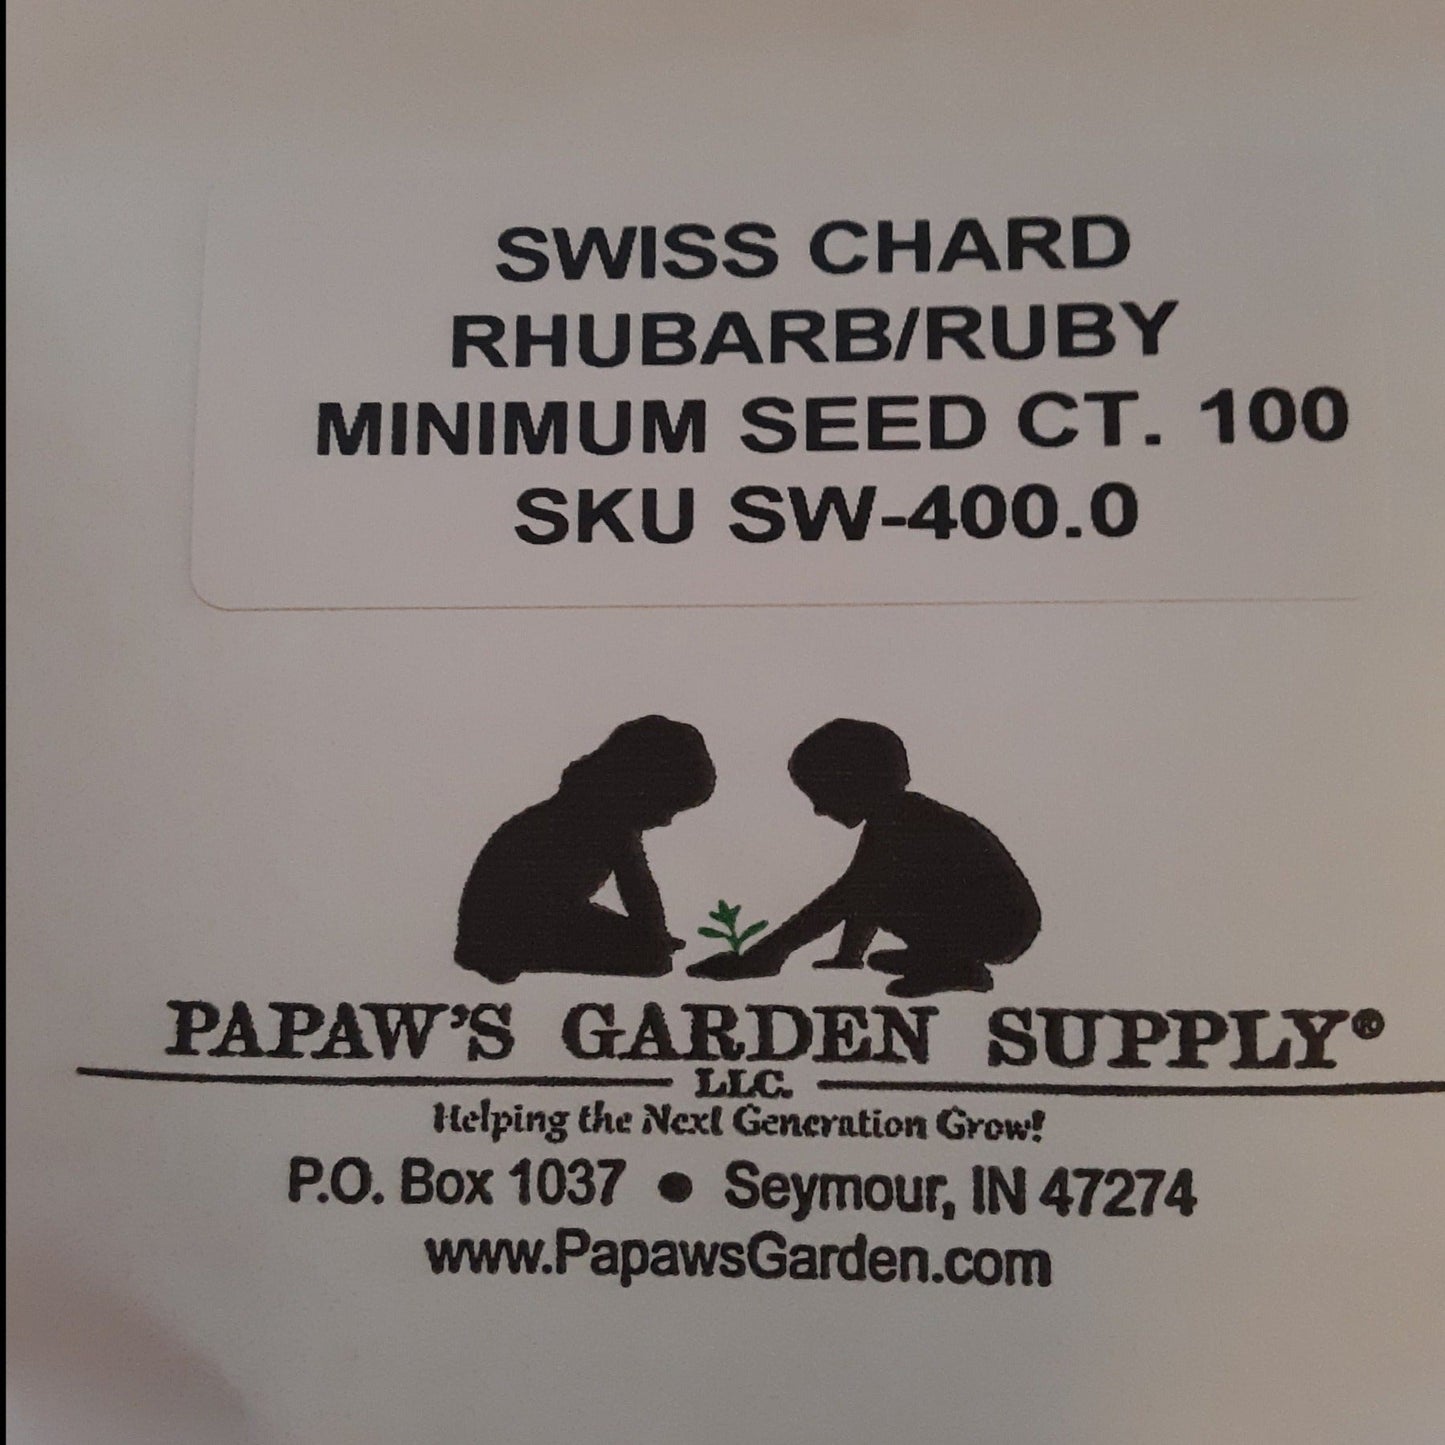 SWISS CHARD
RHUBARB/RUBY
MINIMUM SEED CT. 100
SKU SW-400.0
PAPAW'S GARDEN SUPPLY®
LLC.
Helping the Next Generation Grow!
P.O. Box 1037 • Seymour, IN 47274
www.PapawsGarden.com